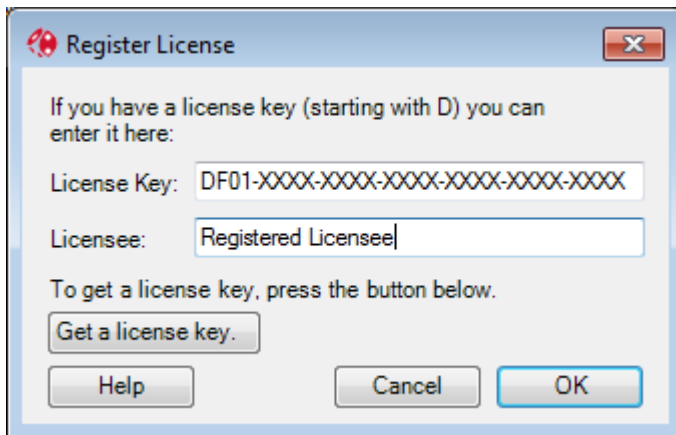 Register License
If you have a license key (starting with D) you can
enter it here:
License Key: DF01-XXXX-XXXX-XXXX-XXXX-XXXX-XXXX
Licensee: Registered Licensee
To get a license key, press the button below.
Get a license key.
Help Cancel OK